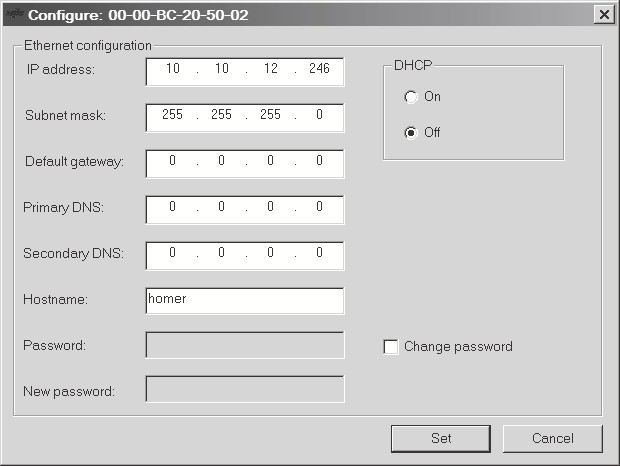 Configure: 00-00-BC-20-50-02
Ethernet configuration
IP address: 10 . 10 . 12 . 246
DHCP
On
Subnet mask: 255 . 255 . 255 . 0
Off
Default gateway: 0 . 0 . 0 . 0
Primary DNS: 0 . 0 . 0 . 0
Secondary DNS: 0 . 0 . 0 . 0
Hostname: homer
Password:
Change password
New password:
Set Cancel